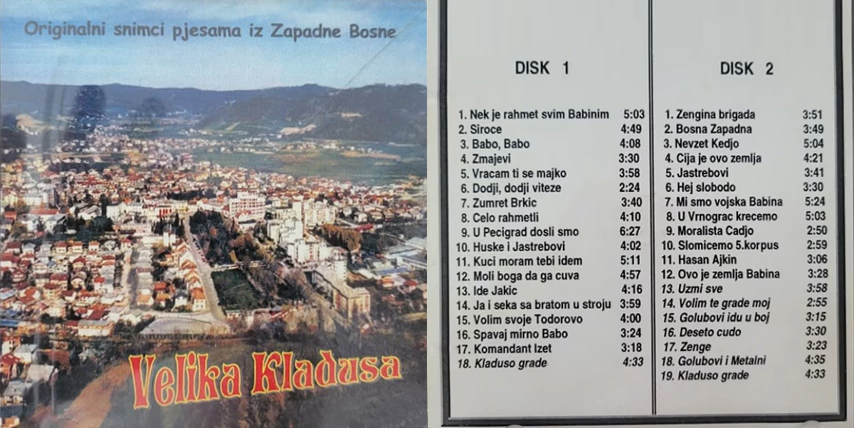 Originalni snimci pjesama iz Zapadne Bosne
Velika Kladusa
DISK 1
1. Nek je rahmet svim Babinim 5:03
2. Siroce 4:49
3. Babo, Babo 4:08
4. Zmajevi 3:30
5. Vracam ti se majko 3:58
6. Dodji, dodji viteze 2:24
7. Zumret Brkic 3:40
8. Celo rahmetli 4:10
9. U Pecigrad dosli smo 6:27
10. Huske i Jastrebovi 4:02
11. Kuci moram tebi idem 5:11
12. Moli boga da ga cuva 4:57
13. Ide Jakic 4:16
14. Ja i seka sa bratom u stroju 3:59
15. Volim svoje Todorovo 4:00
16. Spavaj mirno Babo 3:24
17. Komandant Izet 3:18
18. Kladuso grade 4:33
DISK 2
1. Zengina brigada 3:51
2. Bosna Zapadna 3:49
3. Nevzet Kedjo 5:04
4. Cija je ovo zemlja 4:21
5. Jastrebovi 3:41
6. Hej slobodo 3:30
7. Mi smo vojska Babina 5:24
8. U Vrnograc krecemo 5:03
9. Moralista Cadjo 2:50
10. Slomicemo 5.korpus 2:59
11. Hasan Ajkin 3:06
12. Ovo je zemlja Babina 3:28
13. Uzmi sve 3:58
14. Volim te grade moj 2:55
15. Golubovi idu u boj 3:15
16. Deseto cudo 3:30
17. Zenge 3:23
18. Golubovi i Metalni 4:35
19. Kladuso grade 4:33